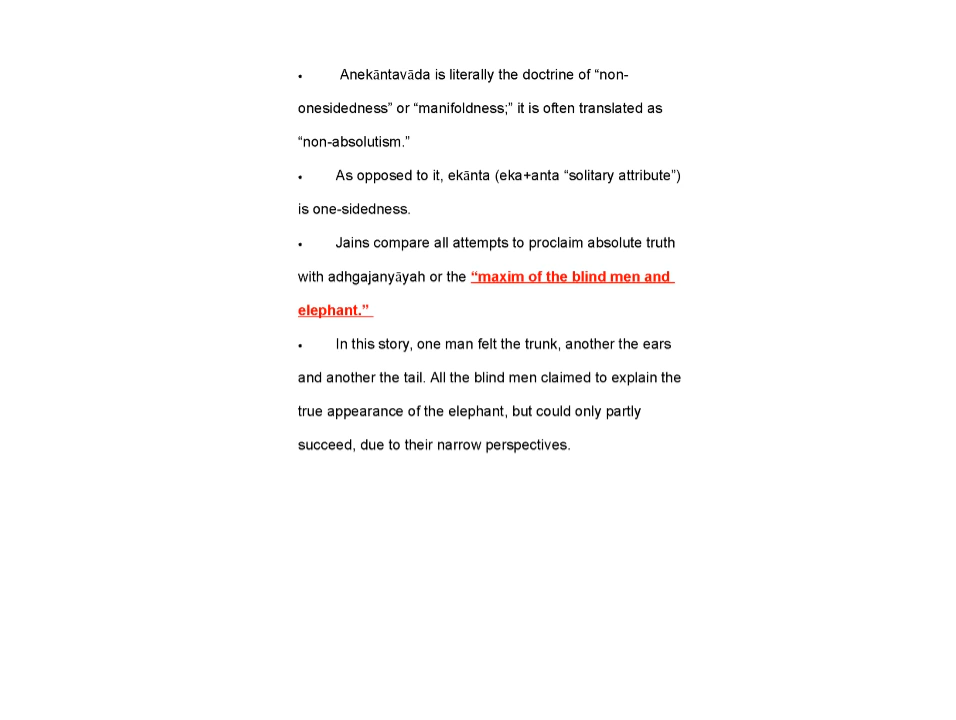 • Anekāntavāda is literally the doctrine of “non-
onesidedness” or “manifoldness;” it is often translated as
“non-absolutism.”
• As opposed to it, ekānta (eka+anta “solitary attribute”)
is one-sidedness.
• Jains compare all attempts to proclaim absolute truth
with adhgajanyāyah or the “maxim of the blind men and
elephant.”
• In this story, one man felt the trunk, another the ears
and another the tail. All the blind men claimed to explain the
true appearance of the elephant, but could only partly
succeed, due to their narrow perspectives.